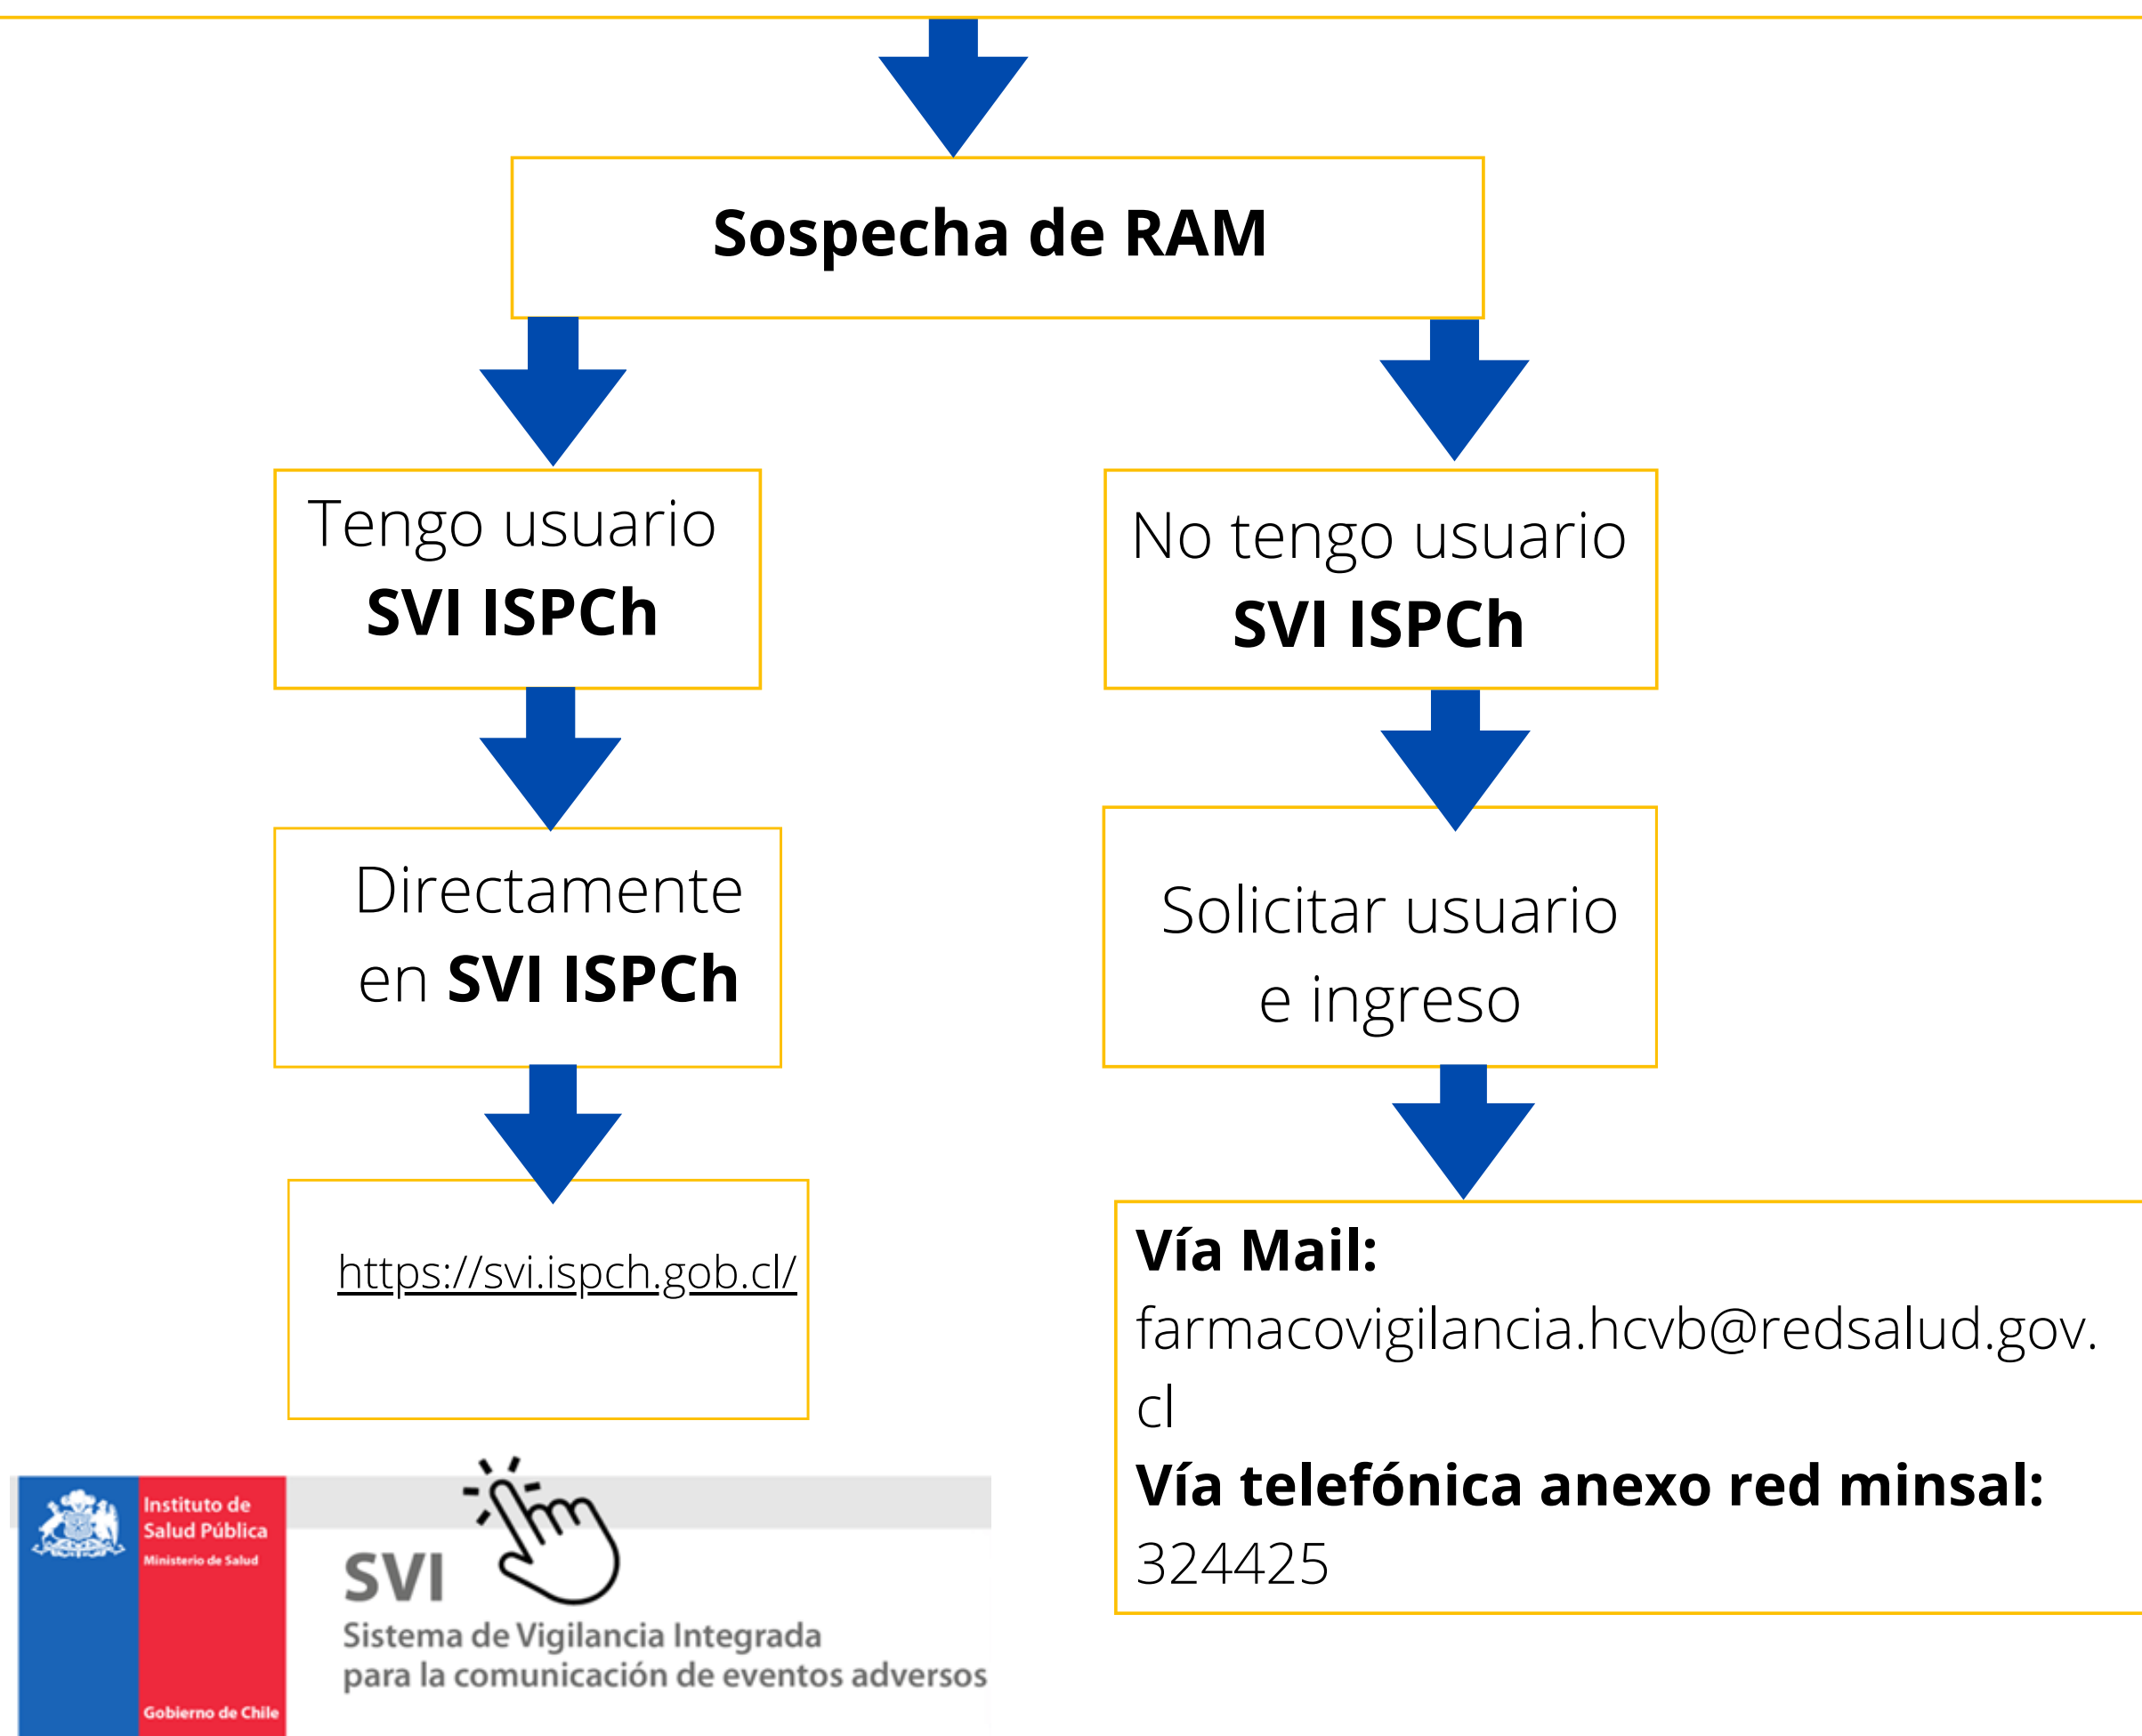 Sospecha de RAM
Tengo usuario
SVI ISPCh
No tengo usuario
SVI ISPCh
Directamente
en SVI ISPCh
Solicitar usuario
e ingreso
https://svi.ispch.gob.cl/
Vía Mail:
farmacovigilancia.hcvb@redsalud.gov.
cl
Vía telefónica anexo red minsal:
324425
Instituto de
Salud Pública
Ministerio de Salud
Gobierno de Chile
SVI
Sistema de Vigilancia Integrada
para la comunicación de eventos adversos